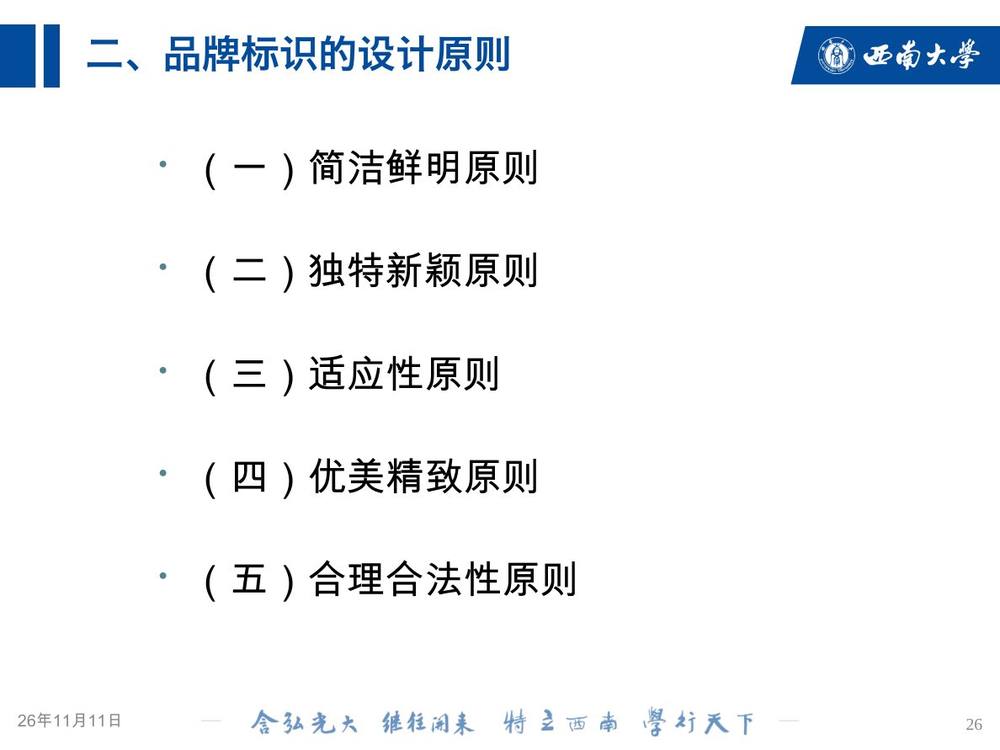 二、品牌标识的设计原则
西南大学
• （一）简洁鲜明原则
• （二）独特新颖原则
• （三）适应性原则
• （四）优美精致原则
• （五）合理合法性原则
26年11月11日
含弘光大 继往开来 特立西南 學行天下
26